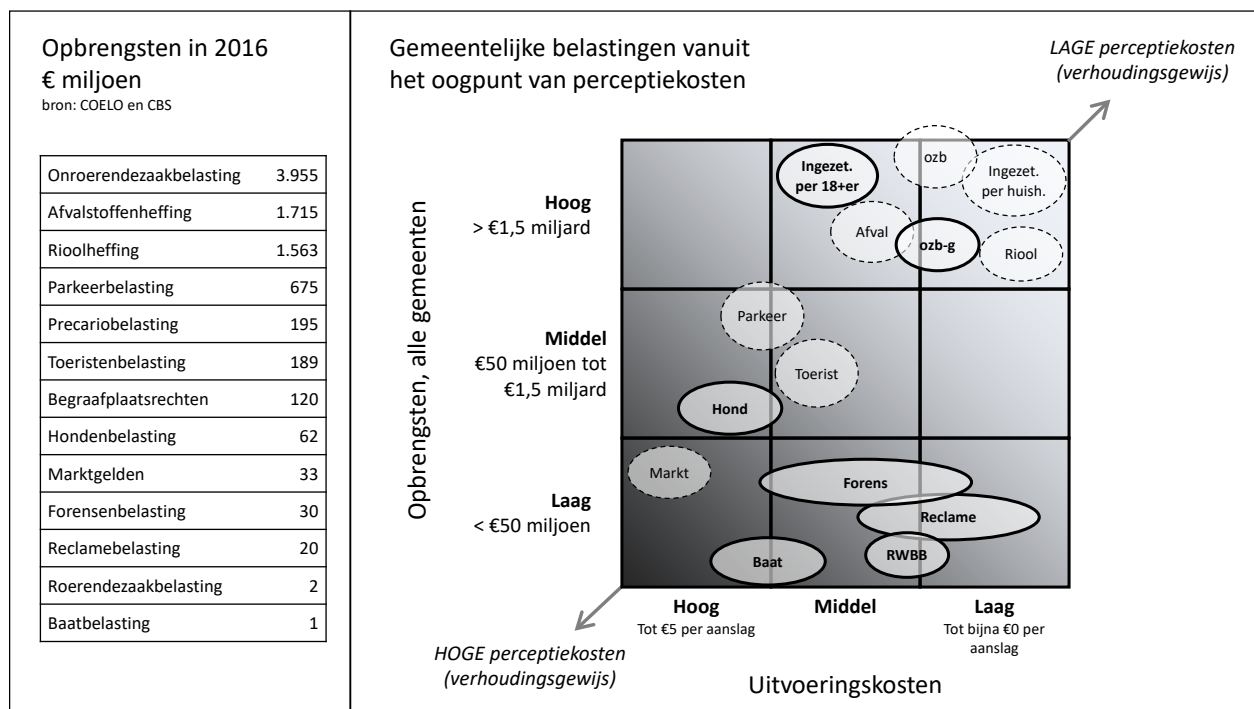 Opbrengsten in 2016
€ miljoen
bron: COELO en CBS
Onroerendezaakbelasting 3.955
Afvalstoffenheffing 1.715
Rioolheffing 1.563
Parkeerbelasting 675
Precariobelasting 195
Toeristenbelasting 189
Begraafplaatsrechten 120
Hondenbelasting 62
Marktgelden 33
Forensenbelasting 30
Reclamebelasting 20
Roerendezaakbelasting 2
Baatbelasting 1
Gemeentelijke belastingen vanuit
het oogpunt van perceptiekosten
LAGE perceptiekosten
(verhoudingsgewijs)
Opbrengsten, alle gemeenten
Hoog
> €1,5 miljard
Middel
€50 miljoen tot
€1,5 miljard
Laag
< €50 miljoen
Ingezet.
per 18+er
ozb
Ingezet.
per huish.
Afval
ozb-g
Riool
Parkeer
Toerist
Hond
Markt
Forens
Reclame
Baat
RWBB
Hoog
Tot €5 per aanslag
Middel
Laag
Tot bijna €0 per
aanslag
HOGE perceptiekosten
(verhoudingsgewijs)
Uitvoeringskosten